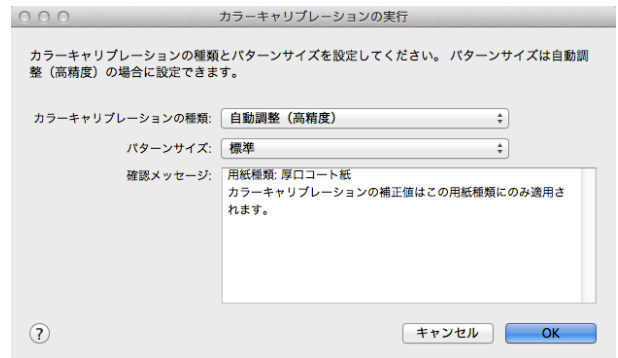 カラーキャリブレーションの実行
カラーキャリブレーションの種類とパターンサイズを設定してください。 パターンサイズは自動調
整（高精度）の場合に設定できます。
カラーキャリブレーションの種類: 自動調整（高精度）
パターンサイズ: 標準
確認メッセージ: 用紙種類: 厚口コート紙
カラーキャリブレーションの補正値はこの用紙種類にのみ適用さ
れます。
? キャンセル OK